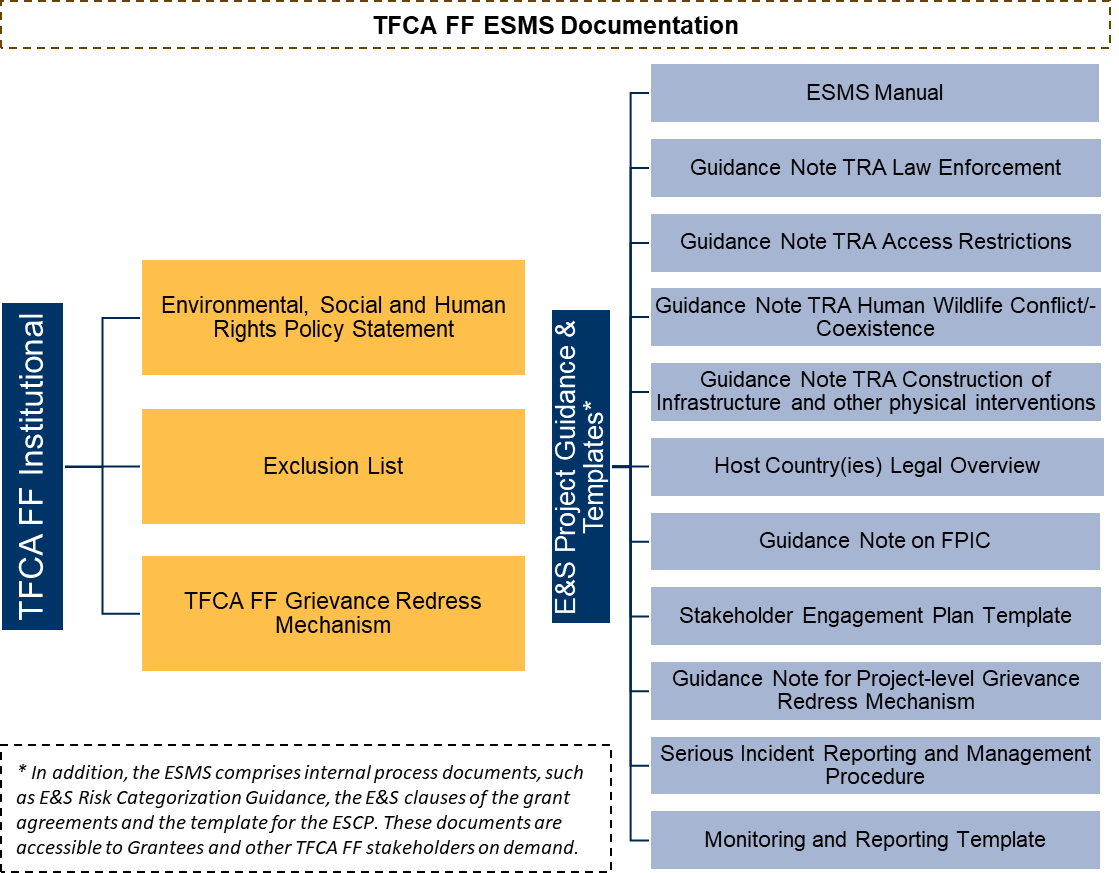 TFCA FF ESMS Documentation
TFCA FF Institutional
Environmental, Social and Human
Rights Policy Statement
Exclusion List
TFCA FF Grievance Redress
Mechanism
E&S Project Guidance &
Templates*
ESMS Manual
Guidance Note TRA Law Enforcement
Guidance Note TRA Access Restrictions
Guidance Note TRA Human Wildlife Conflict/-
Coexistence
Guidance Note TRA Construction of
Infrastructure and other physical interventions
Host Country(ies) Legal Overview
Guidance Note on FPIC
Stakeholder Engagement Plan Template
Guidance Note for Project-level Grievance
Redress Mechanism
Serious Incident Reporting and Management
Procedure
Monitoring and Reporting Template
* In addition, the ESMS comprises internal process documents, such
as E&S Risk Categorization Guidance, the E&S clauses of the grant
agreements and the template for the ESCP. These documents are
accessible to Grantees and other TFCA FF stakeholders on demand.